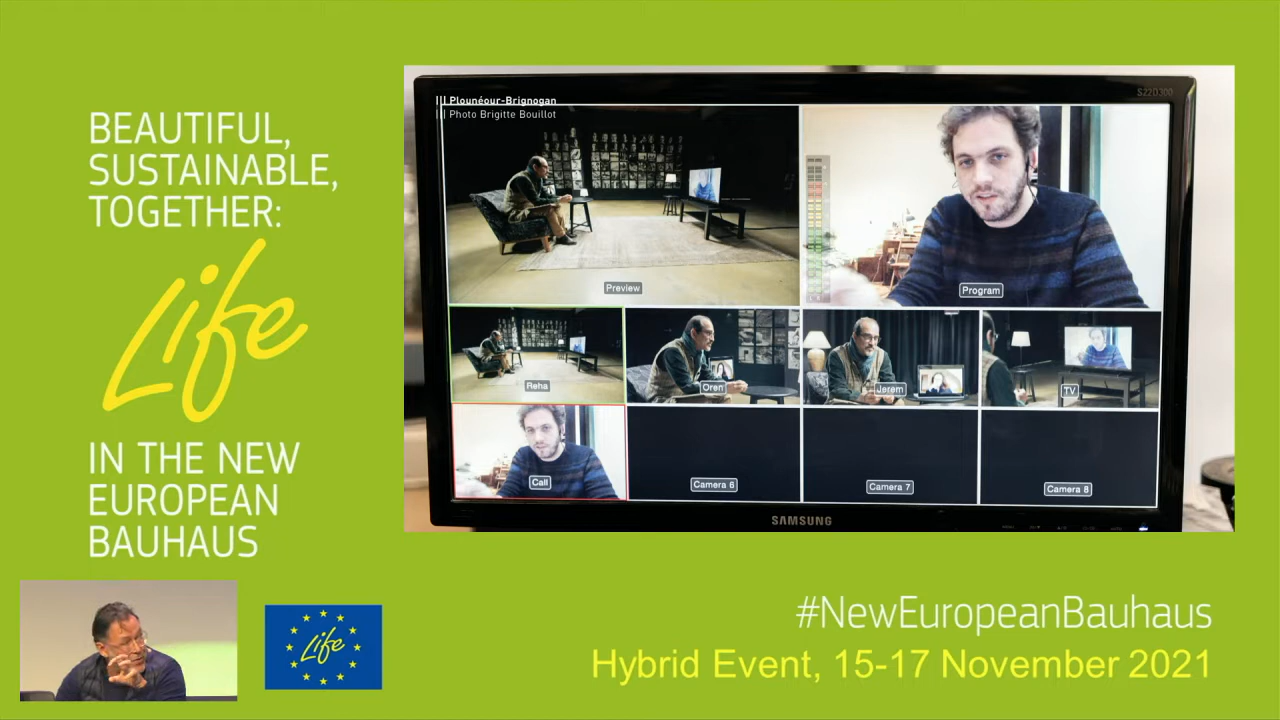 BEAUTIFUL,
SUSTAINABLE,
TOGETHER:
Life
IN THE NEW
EUROPEAN
BAUHAUS
||| Plounéour-Brignogan
||| Photo Brigitte Bouillot
S22D300
Preview
Program
Reha
Oren
Jerem
TV
Call
Camera 6
Camera 7
Camera 8
SAMSUNG
Life
#NewEuropeanBauhaus
Hybrid Event, 15-17 November 2021